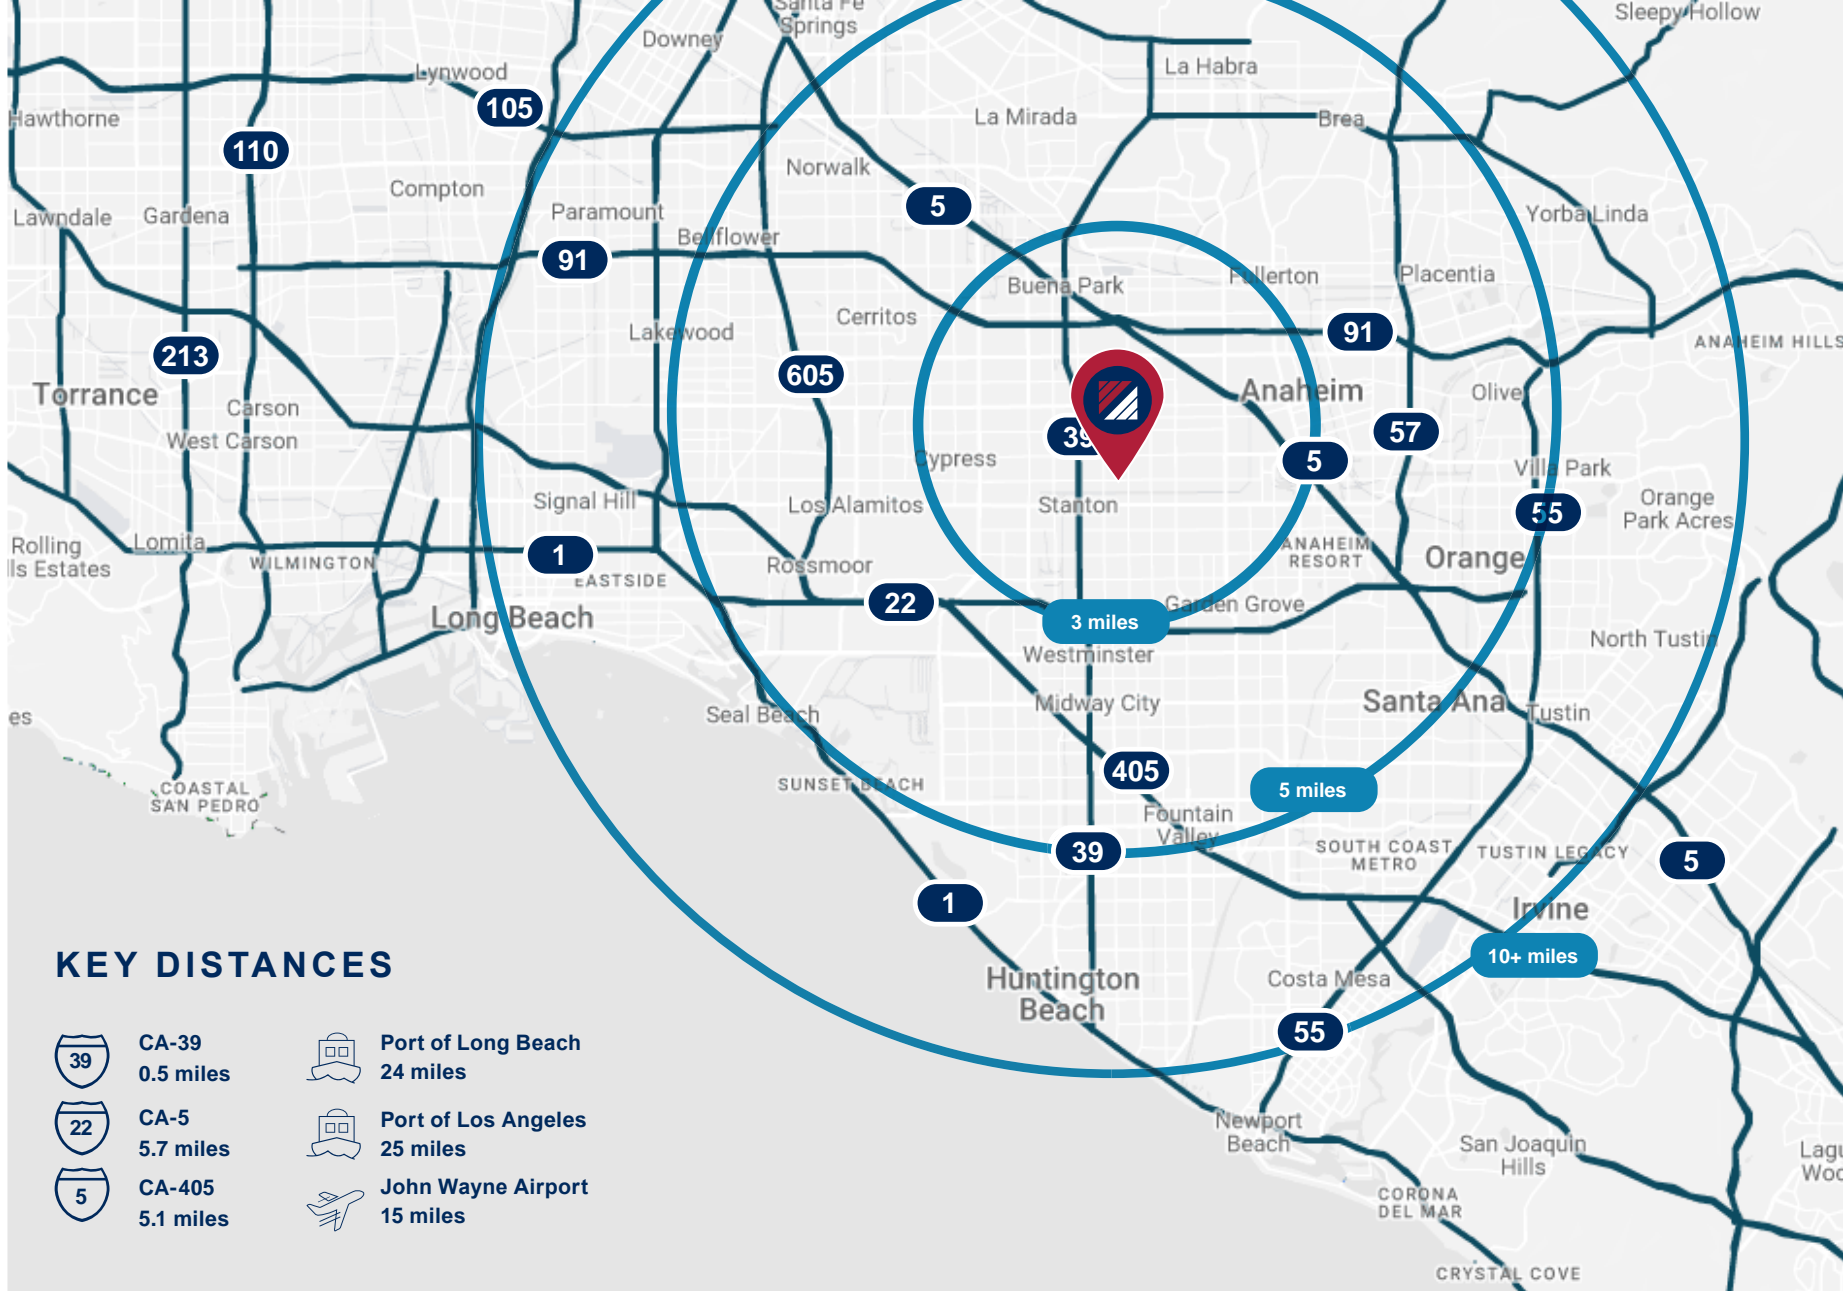 Santa Fe
Springs
Sleepy Hollow
Downey
La Habra
Lynwood
105
Hawthorne
La Mirada
Brea
110
Norwalk
Compton
5
Lawndale
Gardena
Paramount
Yorba Linda
Bellflower
91
Buena Park
Fullerton
Placentia
Cerritos
Lakewood
91
ANAHEIM HILLS
213
605
Torrance
Anaheim
Olive
Carson
West Carson
39
57
Cypress
5
Villa Park
Signal Hill
Los Alamitos
Stanton
Orange
Park Acres
55
Rolling
lls Estates
Lomita
WILMINGTON
1
EASTSIDE
Rossmoor
ANAHEIM
RESORT
Orange
22
Garden Grove
Long Beach
3 miles
North Tustin
Westminster
es
Seal Beach
Midway City
Santa Ana
Tustin
405
SUNSET BEACH
5 miles
COASTAL
SAN PEDRO
Fountain
Valley
39
SOUTH COAST
METRO
TUSTIN LEGACY
5
1
Irvine
10+ miles
Huntington
Beach
Costa Mesa
55
Newport
Beach
San Joaquin
Hills
Lagu
Woo
CORONA
DEL MAR
CRYSTAL COVE
KEY DISTANCES
39
CA-39
0.5 miles
22
CA-5
5.7 miles
5
CA-405
5.1 miles
Port of Long Beach
24 miles
Port of Los Angeles
25 miles
John Wayne Airport
15 miles